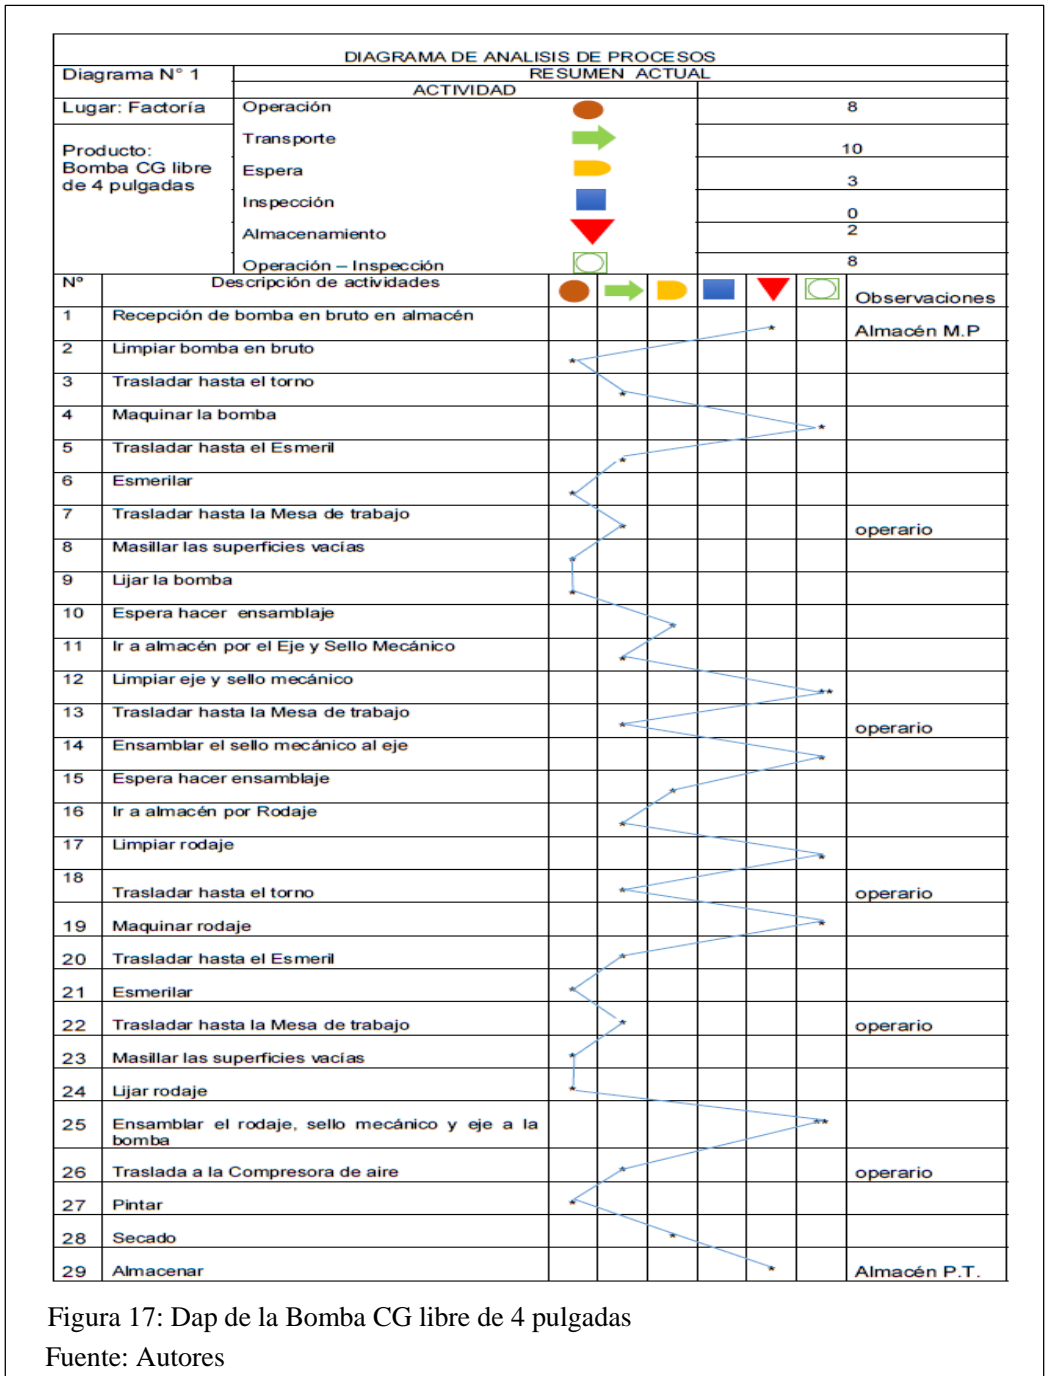 DIAGRAMA DE ANALISIS DE PROCESOS
Diagrama N° 1
RESUMEN ACTUAL
ACTIVIDAD
Lugar: Factoría
Operación 8
Producto:
Bomba CG libre
de 4 pulgadas
Transporte 10
Espera 3
Inspección 0
Almacenamiento 2
Operación – Inspección 8
Nº Descripción de actividades Observaciones
1 Recepción de bomba en bruto en almacén * Almacén M.P
2 Limpiar bomba en bruto *
3 Trasladar hasta el torno *
4 Maquinar la bomba *
5 Trasladar hasta el Esmeril *
6 Esmerilar *
7 Trasladar hasta la Mesa de trabajo * operario
8 Masillar las superficies vacías *
9 Lijar la bomba *
10 Espera hacer ensamblaje *
11 Ir a almacén por el Eje y Sello Mecánico *
12 Limpiar eje y sello mecánico **
13 Trasladar hasta la Mesa de trabajo * operario
14 Ensamblar el sello mecánico al eje *
15 Espera hacer ensamblaje *
16 Ir a almacén por Rodaje *
17 Limpiar rodaje *
18 Trasladar hasta el torno * operario
19 Maquinar rodaje *
20 Trasladar hasta el Esmeril *
21 Esmerilar *
22 Trasladar hasta la Mesa de trabajo * operario
23 Masillar las superficies vacías *
24 Lijar rodaje *
25 Ensamblar el rodaje, sello mecánico y eje a la **
bomba
26 Traslada a la Compresora de aire * operario
27 Pintar *
28 Secado *
29 Almacenar * Almacén P.T.
Figura 17: Dap de la Bomba CG libre de 4 pulgadas
Fuente: Autores